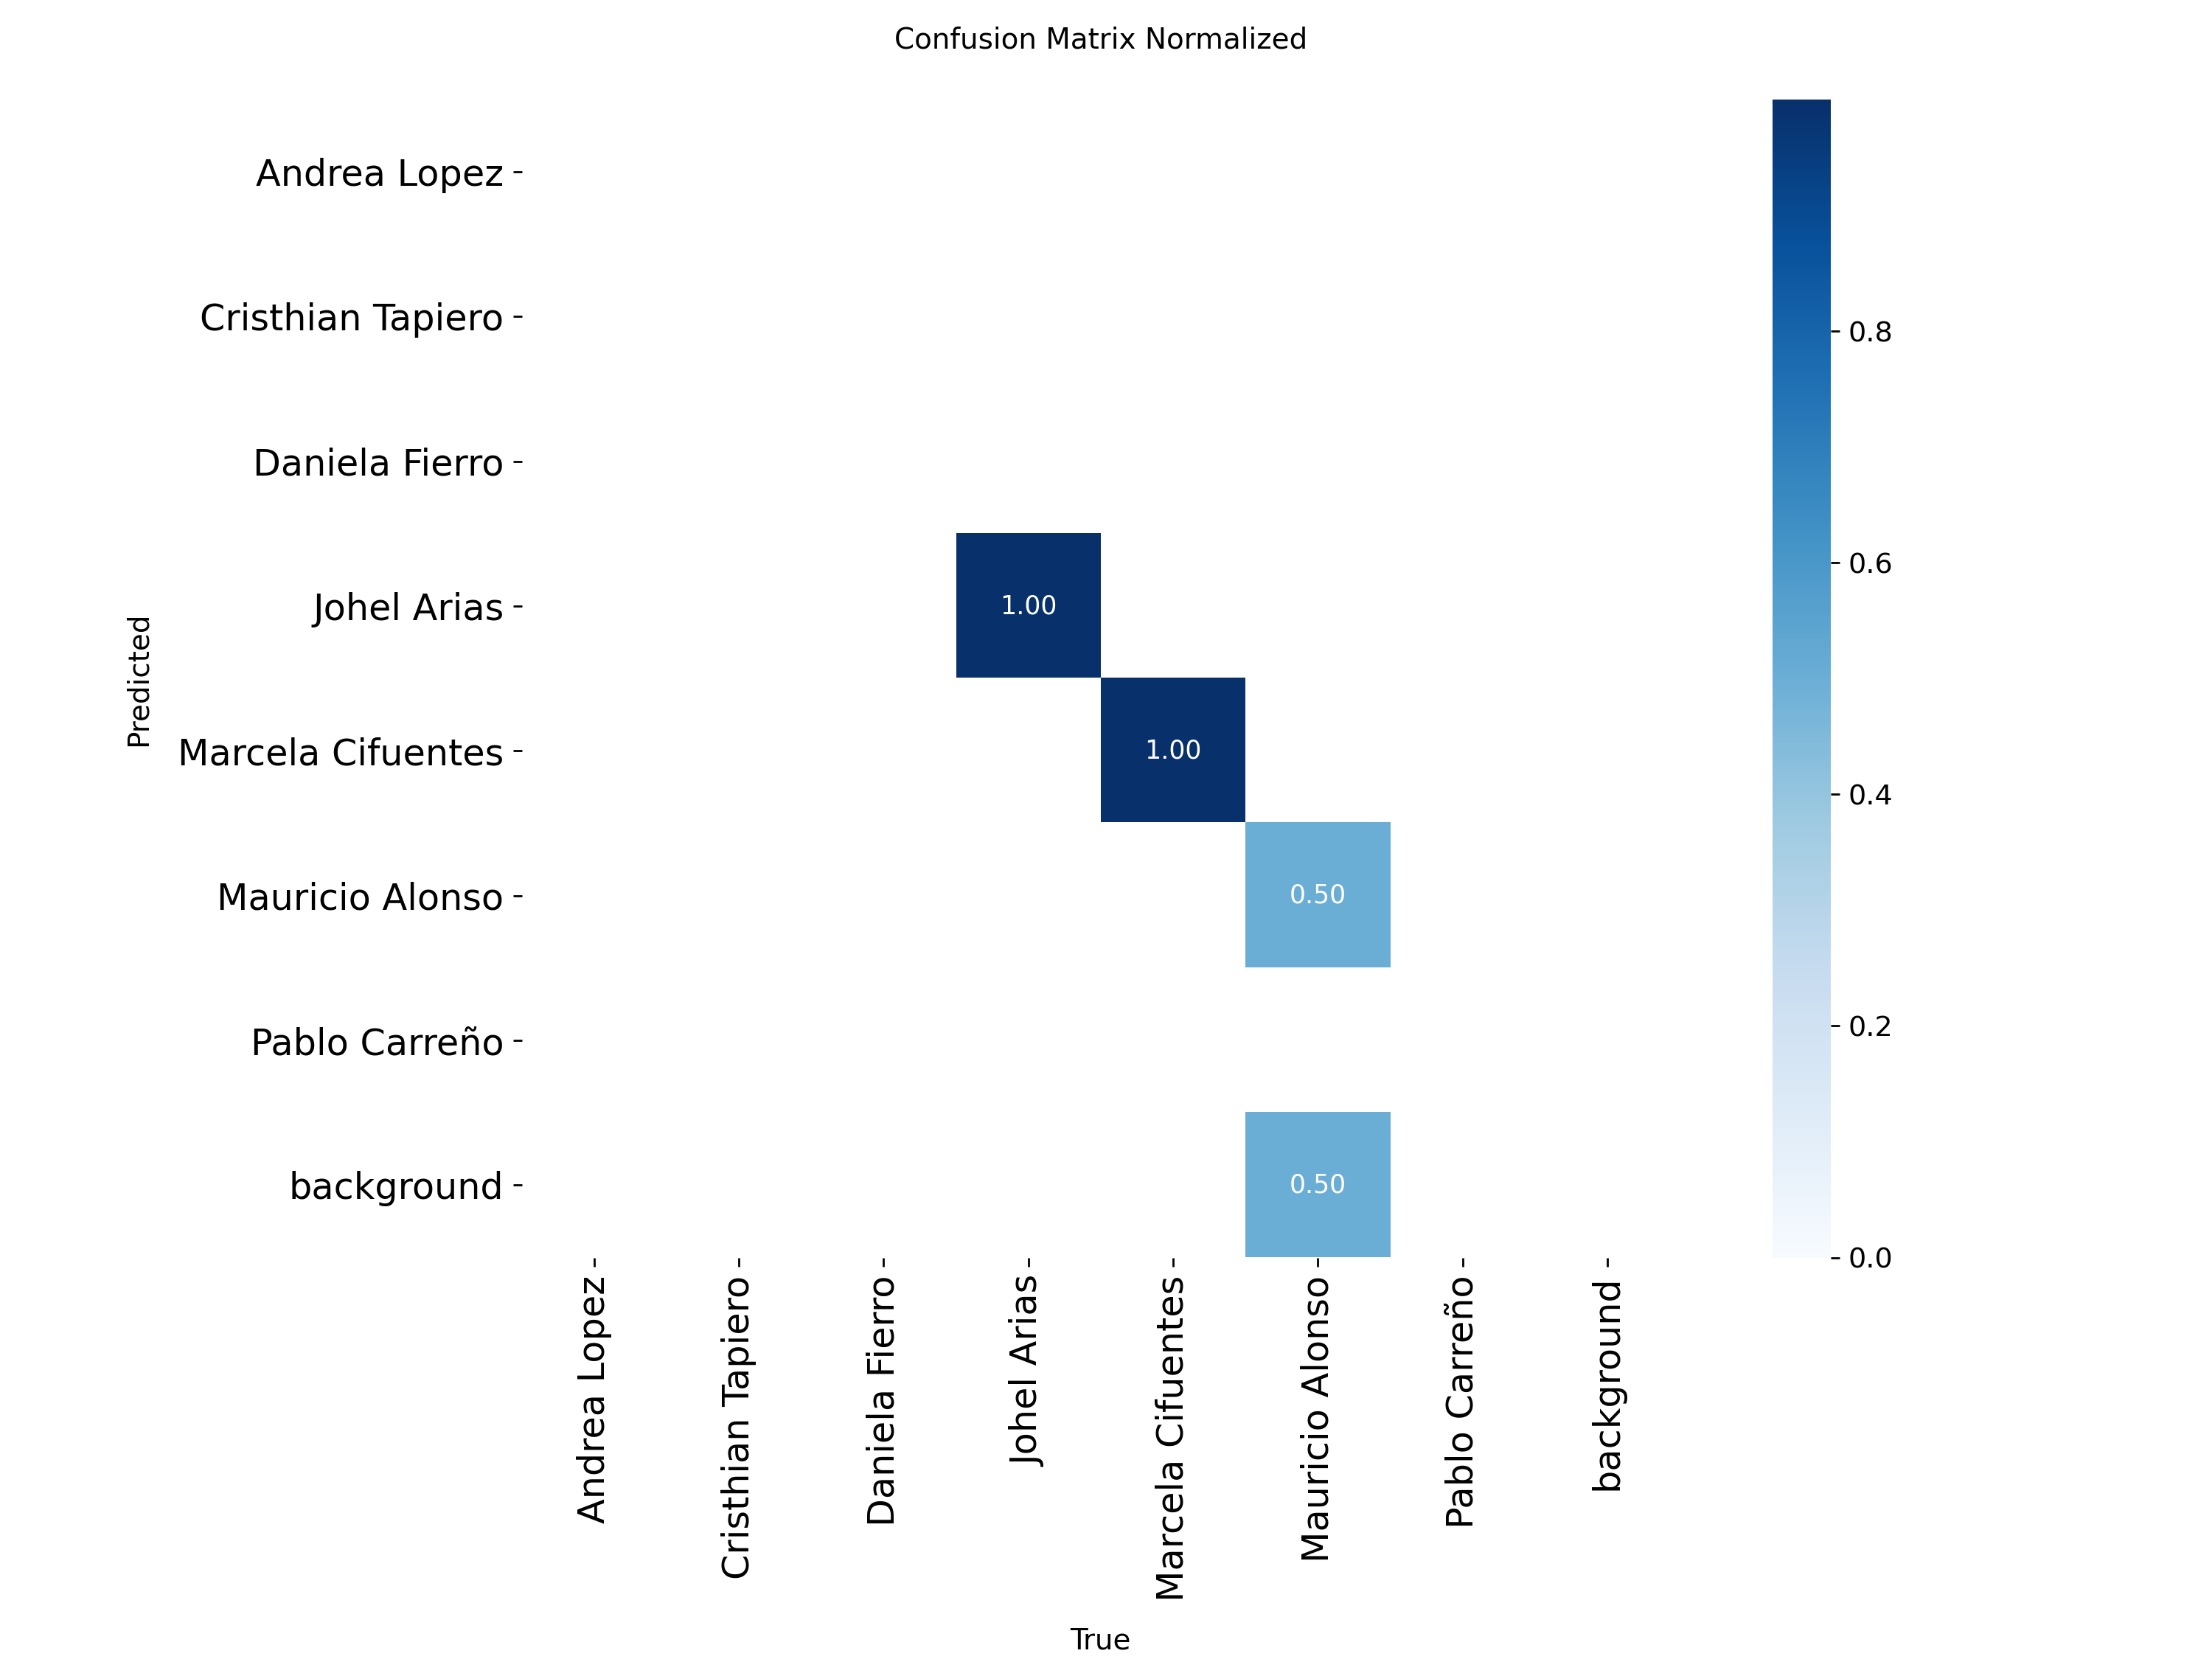 Confusion Matrix Normalized
Predicted
Andrea Lopez
Cristhian Tapiero
Daniela Fierro
Johel Arias
Marcela Cifuentes
Mauricio Alonso
Pablo Carreño
background
1.00
1.00
0.50
0.50
Andrea Lopez
Cristhian Tapiero
Daniela Fierro
Johel Arias
Marcela Cifuentes
Mauricio Alonso
Pablo Carreño
background
True
0.8
0.6
0.4
0.2
0.0